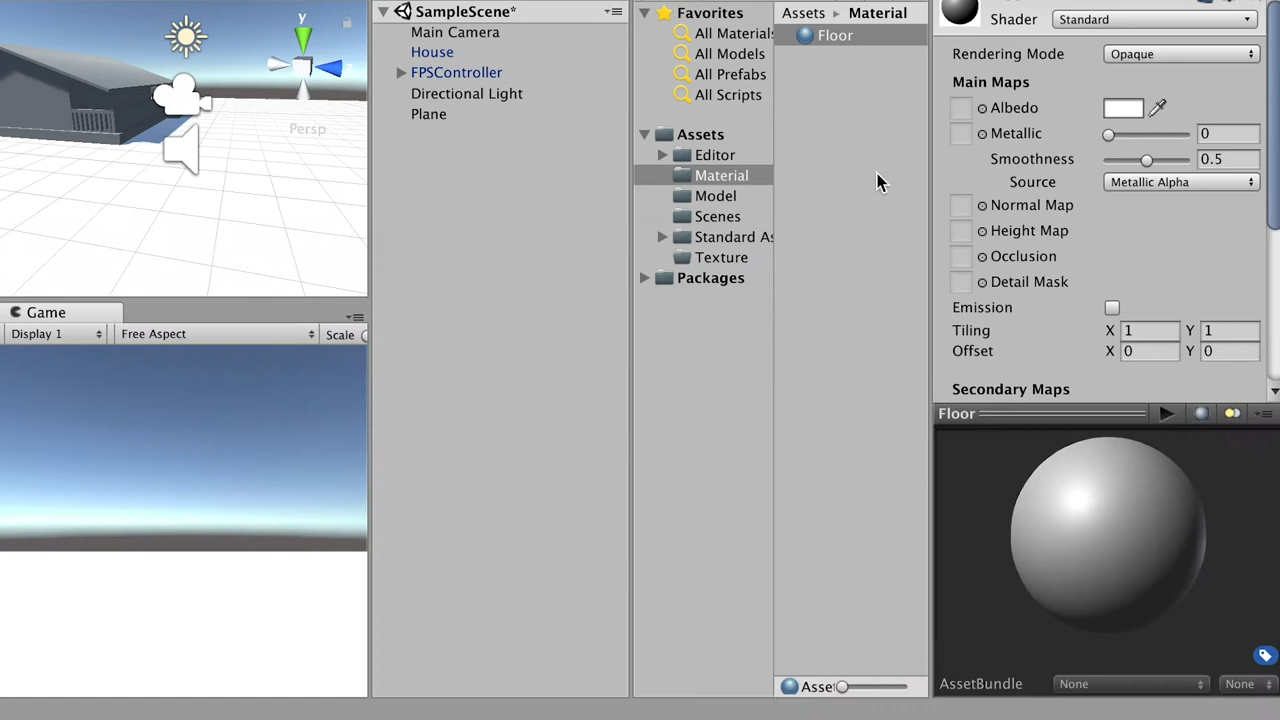 y
Persp
Game
Display 1
Free Aspect
Scale
SampleScene*
Main Camera
House
FPSController
Directional Light
Plane
Favorites
All Materials
All Models
All Prefabs
All Scripts
Assets
Editor
Material
Model
Scenes
Standard As
Texture
Packages
Assets ▸ Material
Floor
Asse
Shader Standard
Rendering Mode Opaque
Main Maps
Albedo
Metallic 0
Smoothness 0.5
Source Metallic Alpha
Normal Map
Height Map
Occlusion
Detail Mask
Emission
Tiling X 1 Y 1
Offset X 0 Y 0
Secondary Maps
Floor
AssetBundle None None